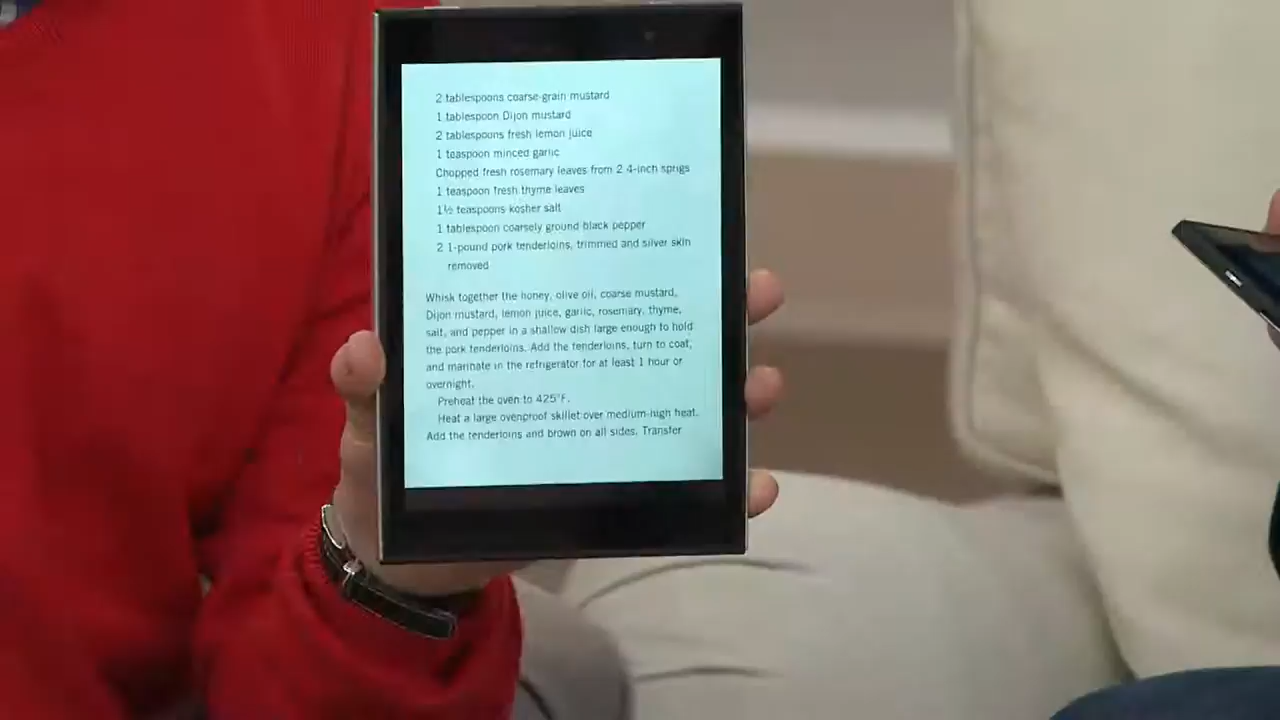 2 tablespoons coarse-grain mustard
1 tablespoon Dijon mustard
2 tablespoons fresh lemon juice
1 teaspoon minced garlic
Chopped fresh rosemary leaves from 2 4-inch sprigs
1 teaspoon fresh thyme leaves
1½ teaspoons kosher salt
1 tablespoon coarsely ground black pepper
2 1-pound pork tenderloins, trimmed and silver skin
removed
Whisk together the honey, olive oil, coarse mustard,
Dijon mustard, lemon juice, garlic, rosemary, thyme,
salt, and pepper in a shallow dish large enough to hold
the pork tenderloins. Add the tenderloins, turn to coat,
and marinate in the refrigerator for at least 1 hour or
overnight.
Preheat the oven to 425°F.
Heat a large ovenproof skillet over medium-high heat.
Add the tenderloins and brown on all sides. Transfer